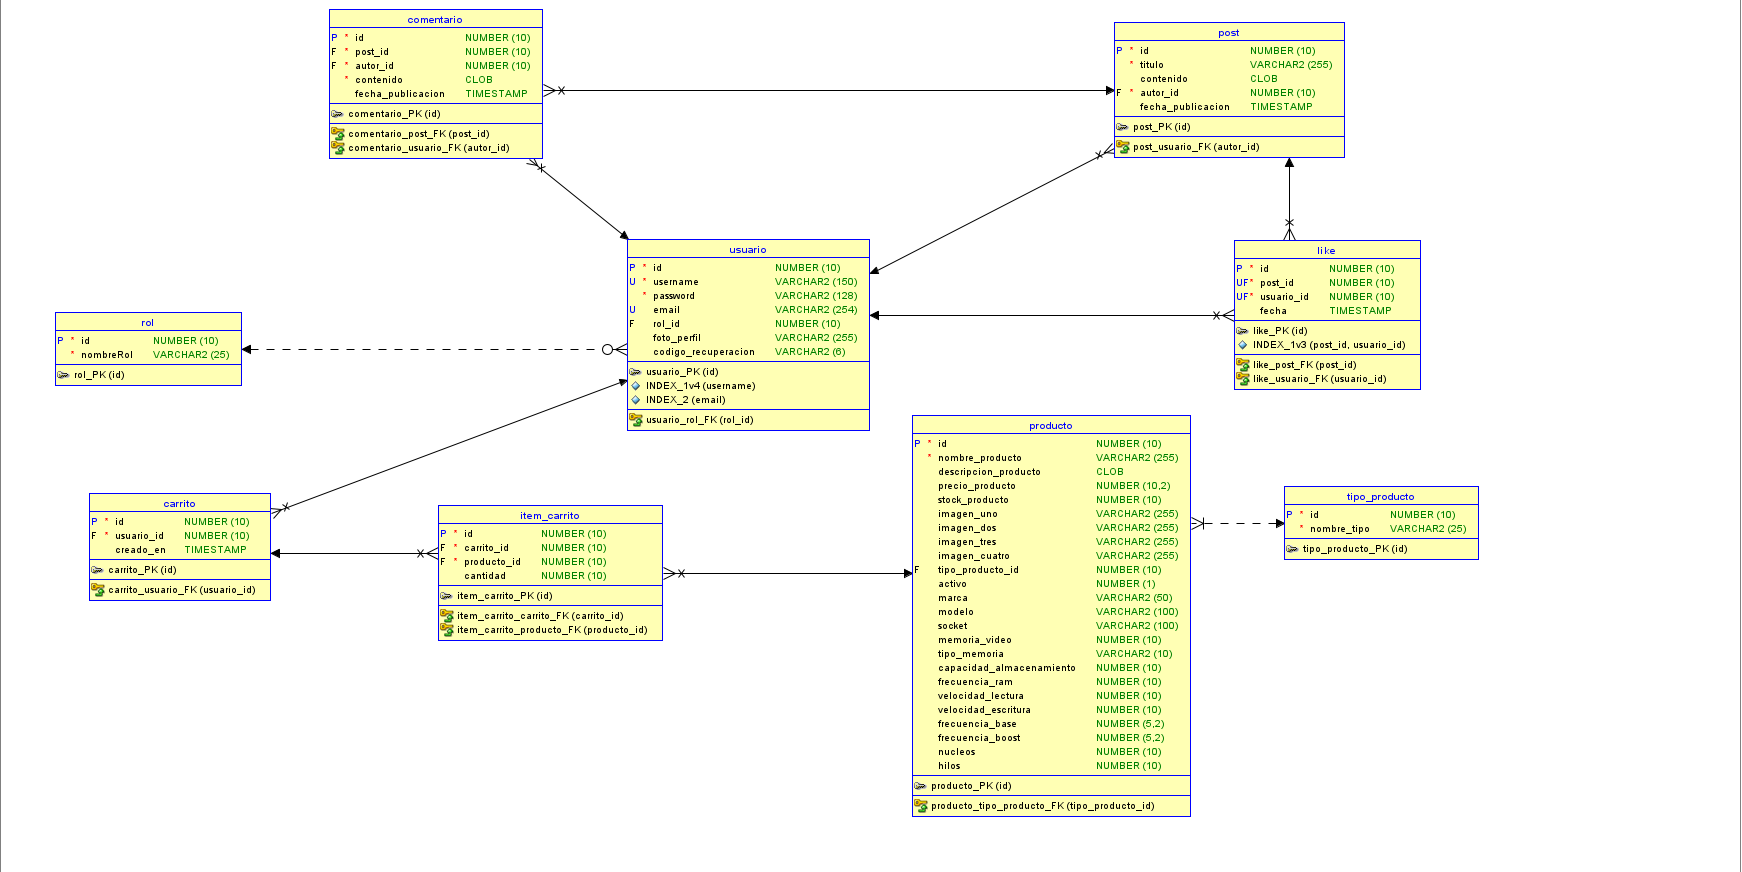 comentario
P * id NUMBER (10)
F * post_id NUMBER (10)
F * autor_id NUMBER (10)
* contenido CLOB
fecha_publicacion TIMESTAMP
comentario_PK (id)
comentario_post_FK (post_id)
comentario_usuario_FK (autor_id)
post
P * id NUMBER (10)
* titulo VARCHAR2 (255)
contenido CLOB
F * autor_id NUMBER (10)
fecha_publicacion TIMESTAMP
post_PK (id)
post_usuario_FK (autor_id)
usuario
P * id NUMBER (10)
U * username VARCHAR2 (150)
* password VARCHAR2 (128)
U email VARCHAR2 (254)
F rol_id NUMBER (10)
foto_perfil VARCHAR2 (255)
codigo_recuperacion VARCHAR2 (6)
usuario_PK (id)
INDEX_1v4 (username)
INDEX_2 (email)
usuario_rol_FK (rol_id)
like
P * id NUMBER (10)
UF* post_id NUMBER (10)
UF* usuario_id NUMBER (10)
fecha TIMESTAMP
like_PK (id)
INDEX_1v3 (post_id, usuario_id)
like_post_FK (post_id)
like_usuario_FK (usuario_id)
rol
P * id NUMBER (10)
* nombreRol VARCHAR2 (25)
rol_PK (id)
carrito
P * id NUMBER (10)
F * usuario_id NUMBER (10)
creado_en TIMESTAMP
carrito_PK (id)
carrito_usuario_FK (usuario_id)
item_carrito
P * id NUMBER (10)
F * carrito_id NUMBER (10)
F * producto_id NUMBER (10)
cantidad NUMBER (10)
item_carrito_PK (id)
item_carrito_carrito_FK (carrito_id)
item_carrito_producto_FK (producto_id)
producto
P * id NUMBER (10)
* nombre_producto VARCHAR2 (255)
descripcion_producto CLOB
precio_producto NUMBER (10,2)
stock_producto NUMBER (10)
imagen_uno VARCHAR2 (255)
imagen_dos VARCHAR2 (255)
imagen_tres VARCHAR2 (255)
imagen_cuatro VARCHAR2 (255)
F tipo_producto_id NUMBER (10)
activo NUMBER (1)
marca VARCHAR2 (50)
modelo VARCHAR2 (100)
socket VARCHAR2 (100)
memoria_video NUMBER (10)
tipo_memoria VARCHAR2 (10)
capacidad_almacenamiento NUMBER (10)
frecuencia_ram NUMBER (10)
velocidad_lectura NUMBER (10)
velocidad_escritura NUMBER (10)
frecuencia_base NUMBER (5,2)
frecuencia_boost NUMBER (5,2)
nucleos NUMBER (10)
hilos NUMBER (10)
producto_PK (id)
producto_tipo_producto_FK (tipo_producto_id)
tipo_producto
P * id NUMBER (10)
* nombre_tipo VARCHAR2 (25)
tipo_producto_PK (id)